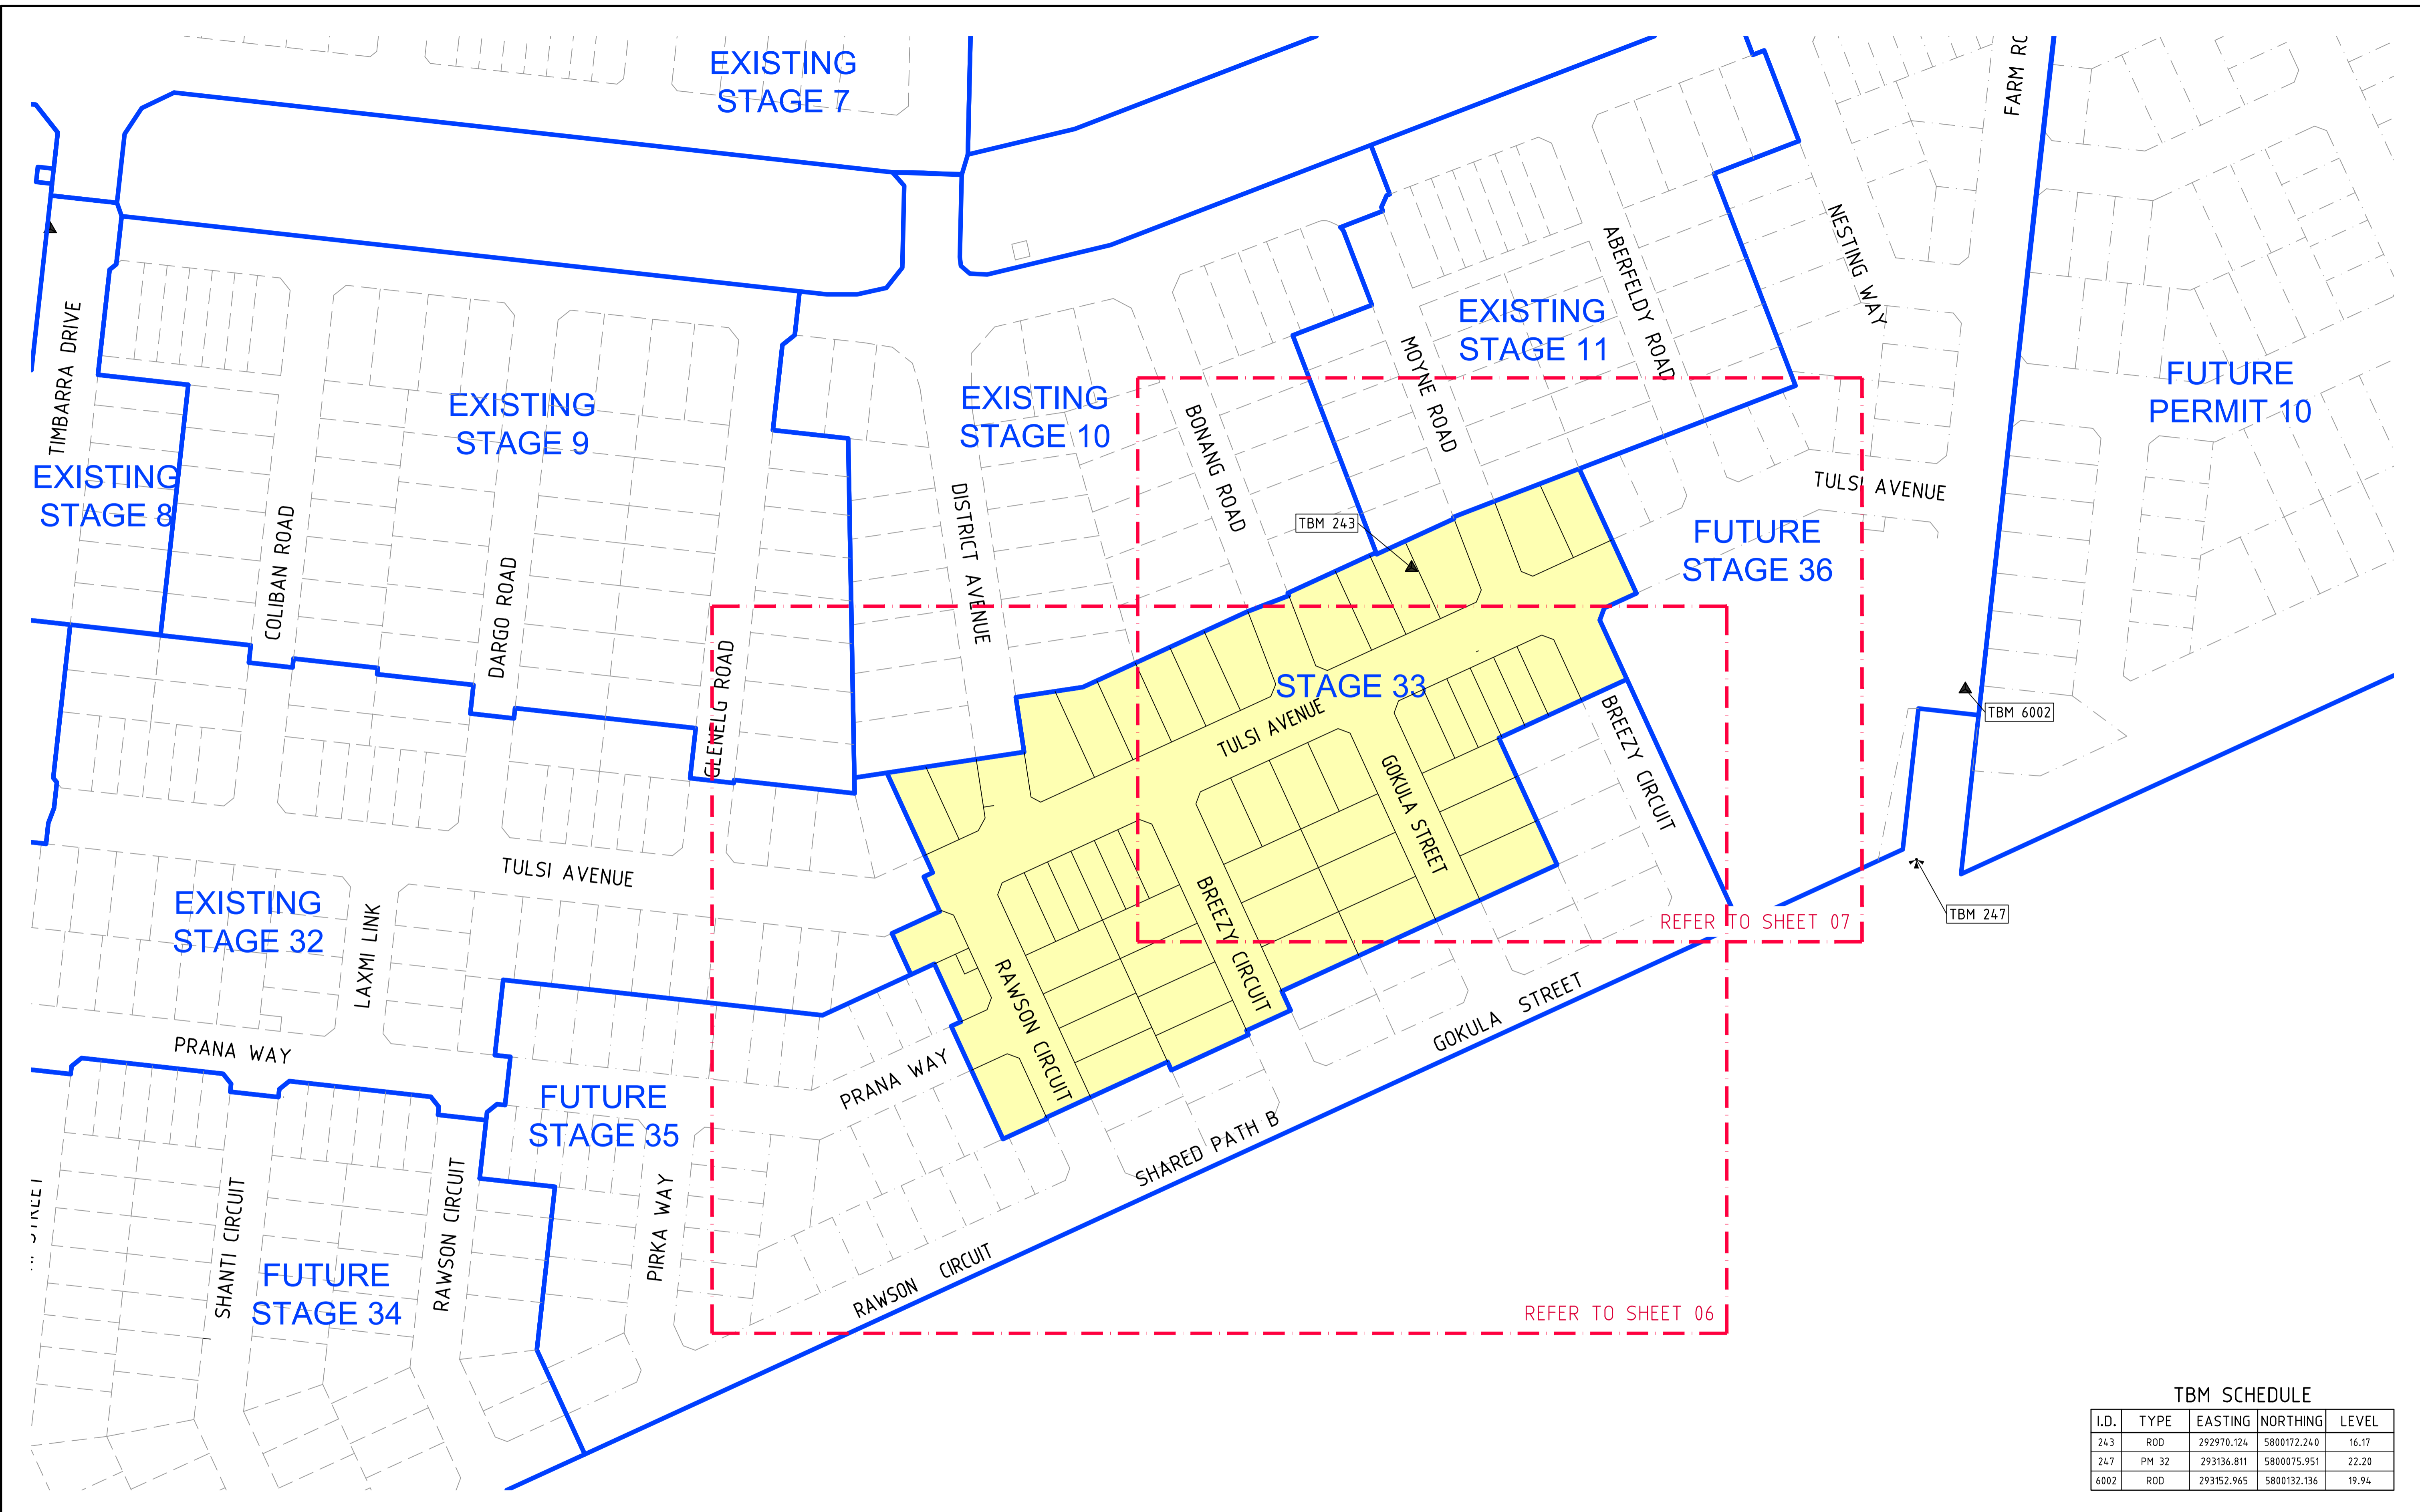 EXISTING
STAGE 7
FARM RO
NESTING WAY
ABERFELDY ROAD
EXISTING
STAGE 11
MOYNE ROAD
TIMBARRA DRIVE
EXISTING
STAGE 9
EXISTING
STAGE 10
BONANG ROAD
FUTURE
PERMIT 10
EXISTING
STAGE 8
COLIBAN ROAD
DARGO ROAD
DISTRICT AVENUE
TULSI AVENUE
TBM 243
FUTURE
STAGE 36
GLENELG ROAD
STAGE 33
TULSI AVENUE
BREEZY CIRCUIT
TBM 6002
GOKULA STREET
TULSI AVENUE
EXISTING
STAGE 32
LAXMI LINK
BREEZY CIRCUIT
REFER TO SHEET 07
TBM 247
RAWSON CIRCUIT
GOKULA STREET
PRANA WAY
PRANA WAY
FUTURE
STAGE 35
SHARED PATH B
PIRKA WAY
SHANTI CIRCUIT
RAWSON CIRCUIT
STREET
FUTURE
STAGE 34
RAWSON CIRCUIT
REFER TO SHEET 06
TBM SCHEDULE
I.D. TYPE EASTING NORTHING LEVEL
243 ROD 292970.124 5800172.240 16.17
247 PM 32 293136.811 5800075.951 22.20
6002 ROD 293152.965 5800132.136 19.94